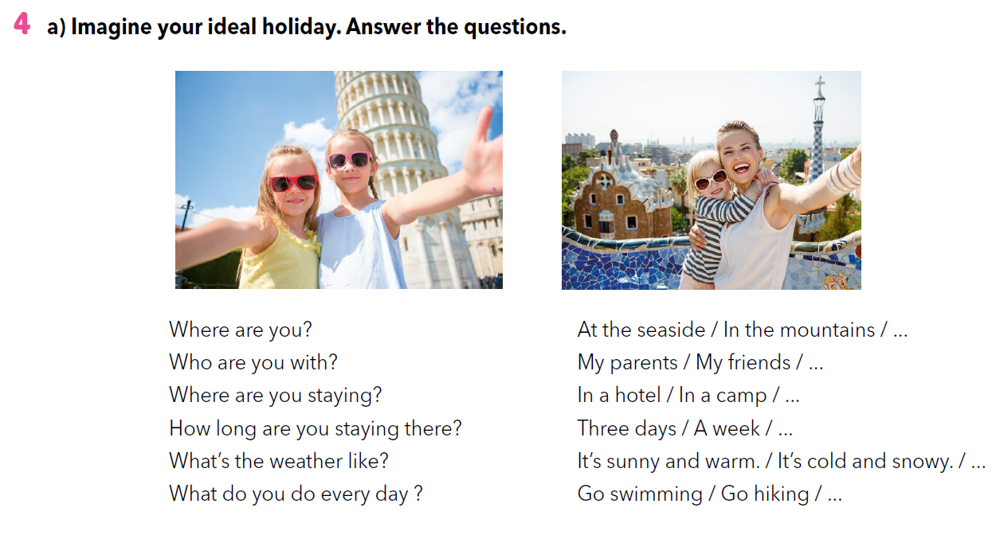 4 a) Imagine your ideal holiday. Answer the questions.
Where are you? At the seaside / In the mountains / ...
Who are you with? My parents / My friends / ...
Where are you staying? In a hotel / In a camp / ...
How long are you staying there? Three days / A week / ...
What's the weather like? It's sunny and warm. / It's cold and snowy. / ...
What do you do every day ? Go swimming / Go hiking / ...